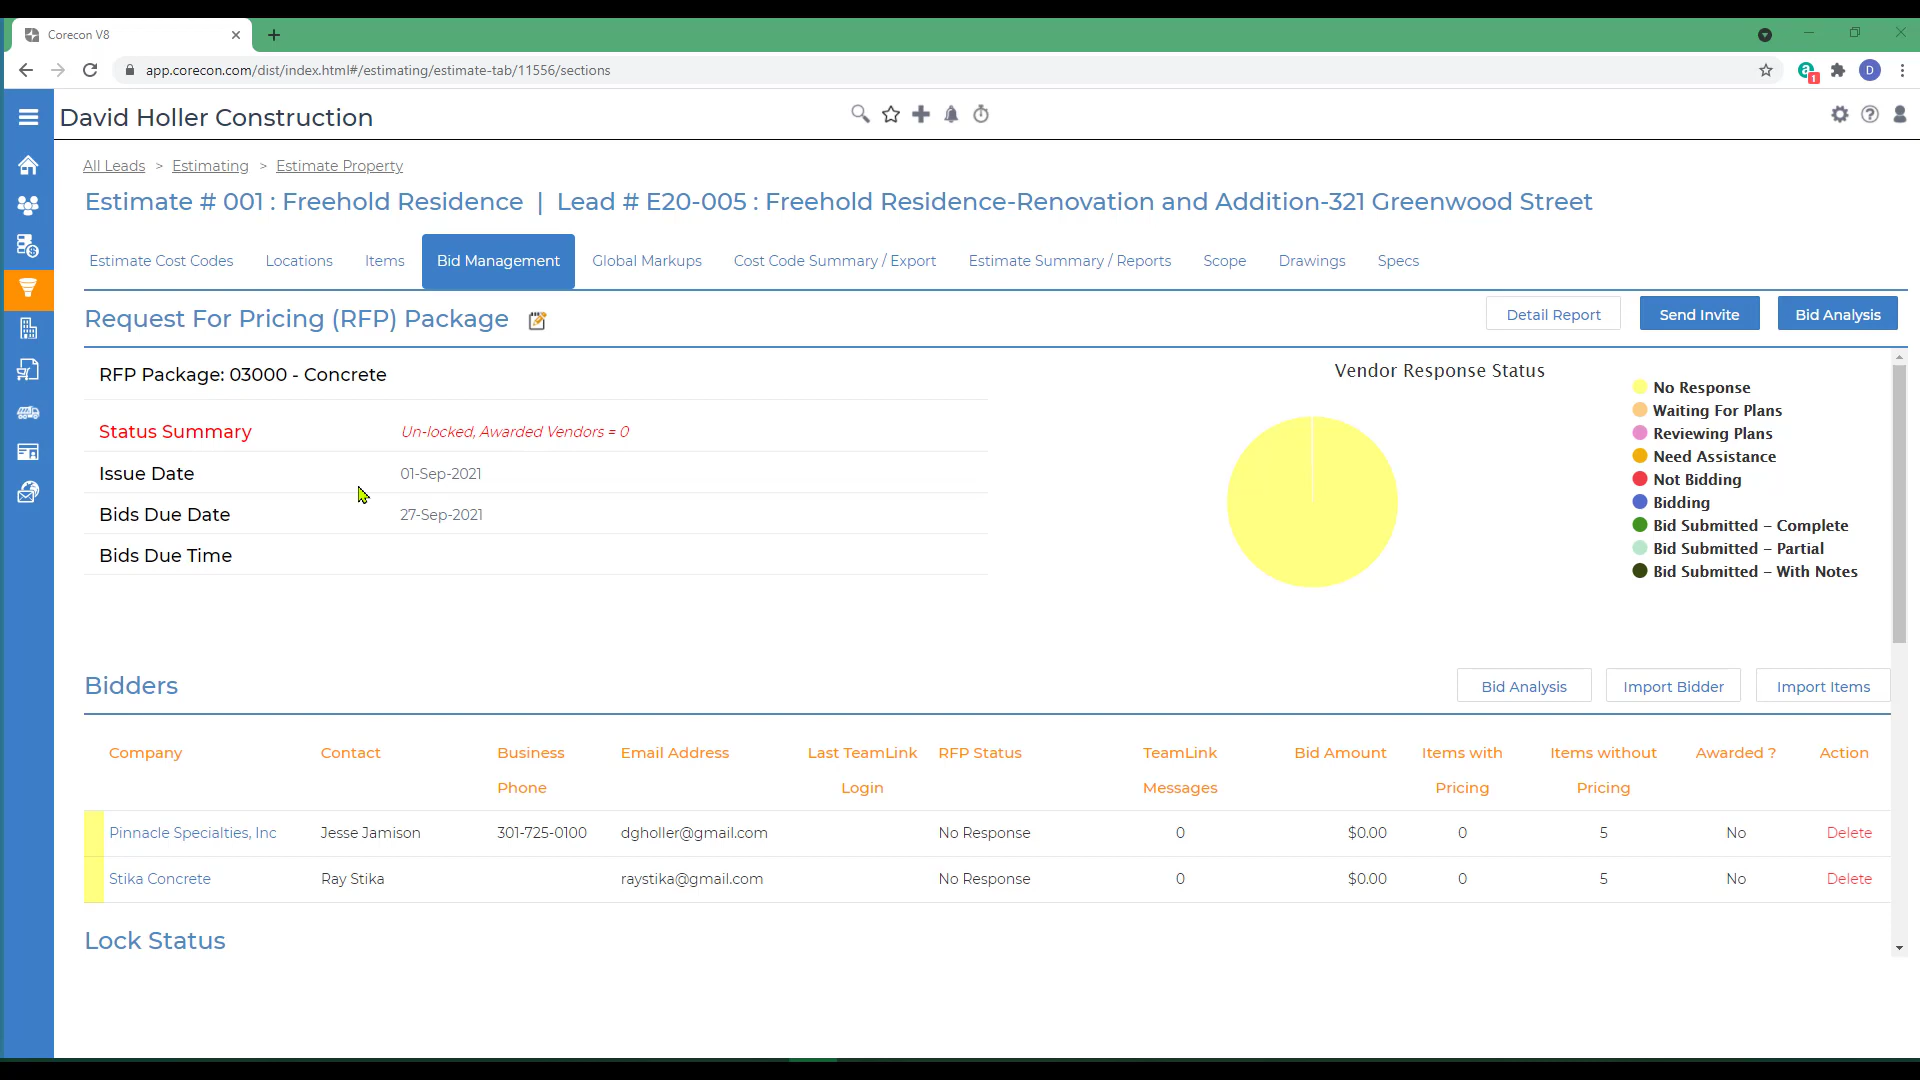 Corecon V8
app.corecon.com/dist/index.html#/estimating/estimate-tab/11556/sections
D
1
David Holler Construction
All Leads > Estimating > Estimate Property
Estimate # 001 : Freehold Residence | Lead # E20-005 : Freehold Residence-Renovation and Addition-321 Greenwood Street
Estimate Cost Codes Locations Items Bid Management Global Markups Cost Code Summary / Export Estimate Summary / Reports Scope Drawings Specs
Request For Pricing (RFP) Package Detail Report Send Invite Bid Analysis
RFP Package: 03000 - Concrete
Status Summary Un-locked, Awarded Vendors = 0
Issue Date 01-Sep-2021
Bids Due Date 27-Sep-2021
Bids Due Time
Vendor Response Status
No Response
Waiting For Plans
Reviewing Plans
Need Assistance
Not Bidding
Bidding
Bid Submitted – Complete
Bid Submitted – Partial
Bid Submitted – With Notes
Bidders Bid Analysis Import Bidder Import Items
Company Contact Business Phone Email Address Last TeamLink Login RFP Status TeamLink Messages Bid Amount Items with Pricing Items without Pricing Awarded ? Action
Pinnacle Specialties, Inc Jesse Jamison 301-725-0100 dgholler@gmail.com No Response 0 $0.00 0 5 No Delete
Stika Concrete Ray Stika raystika@gmail.com No Response 0 $0.00 0 5 No Delete
Lock Status